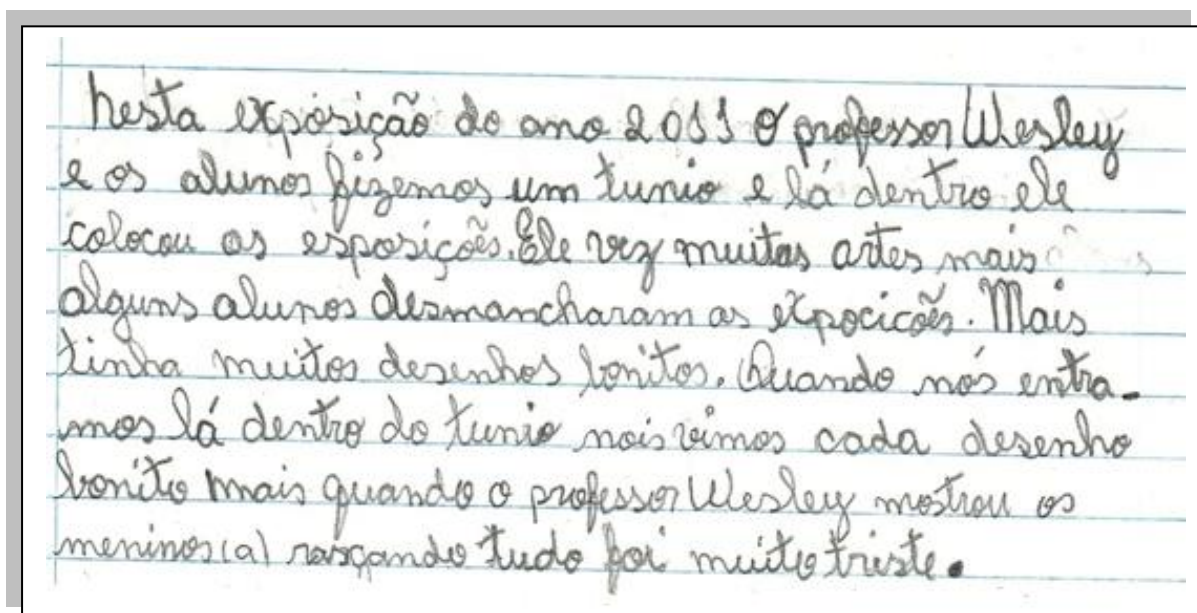 Nesta exposição do ano 2011 O professor Wesley
e os alunos fizemos um tunio e lá dentro ele
colocou as esposições. Ele vez muitas artes mais
alguns alunos desmancharam as expocicões. Mais
tinha muitos desenhos bonitos. Quando nós entra-
mos lá dentro do tunio nois vimos cada desenho
bonito mais quando o professor Wesley mostrou os
meninos(a) rasgando tudo foi muito triste.